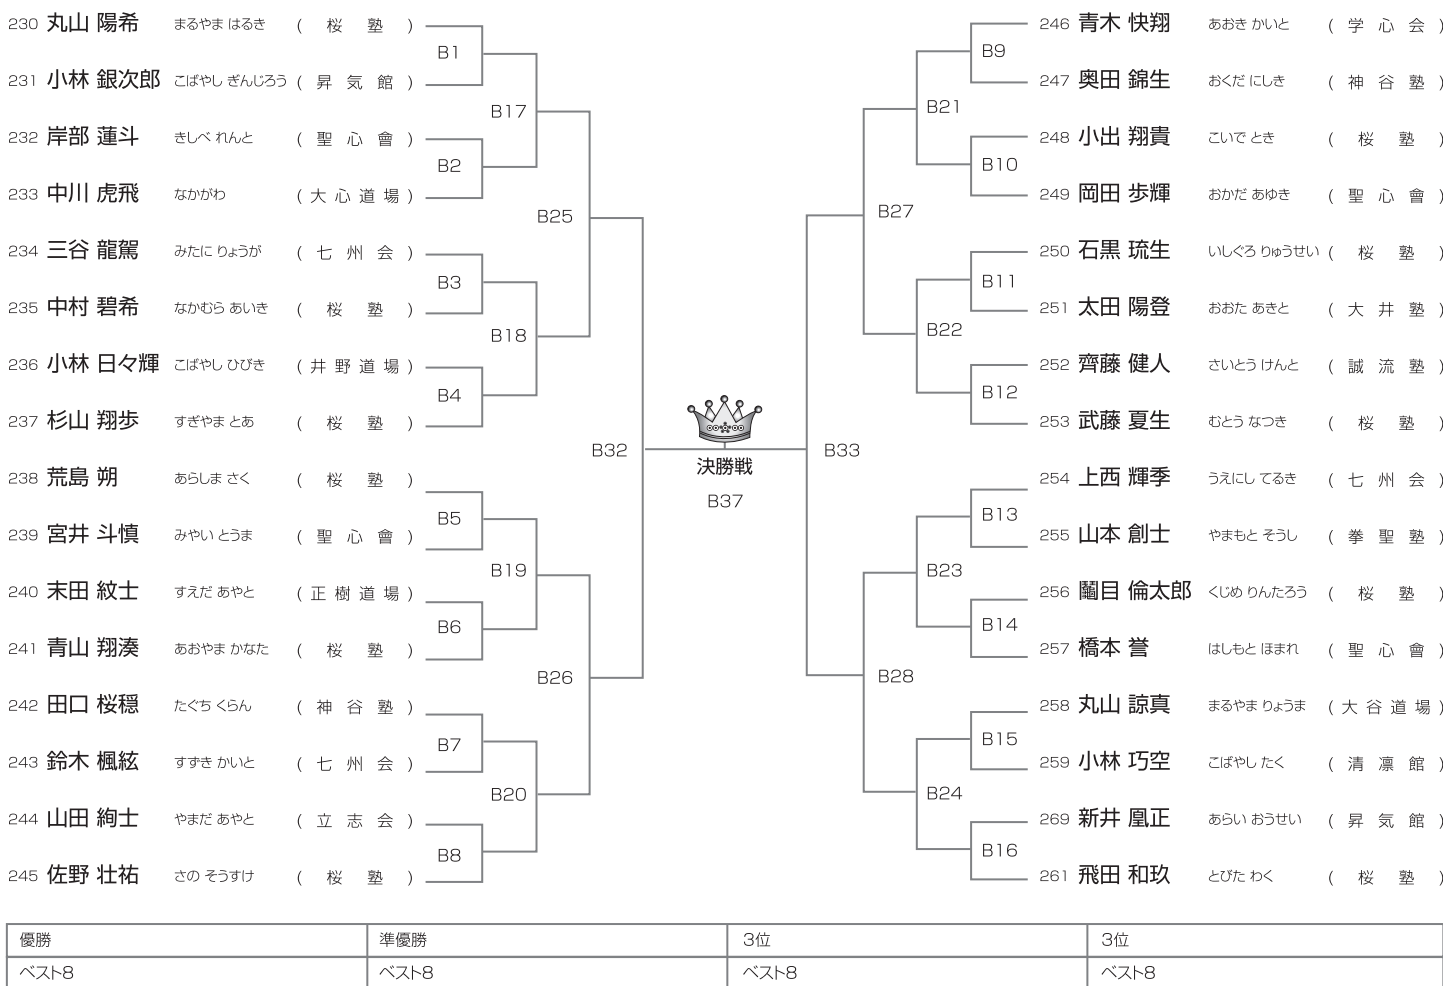 230 丸山 陽希 まるやま はるき ( 桜 塾 )
B1
231 小林 銀次郎 こばやし ぎんじろう ( 昇 気 館 )
B17
232 岸部 蓮斗 きしべ れんと ( 聖 心 會 )
B2
233 中川 虎飛 なかがわ ( 大 心 道 場 )
B25
234 三谷 龍駕 みたに りょうが ( 七 州 会 )
B3
235 中村 碧希 なかむら あいき ( 桜 塾 )
B18
236 小林 日々輝 こばやし ひびき ( 井 野 道 場 )
B4
237 杉山 翔歩 すぎやま とあ ( 桜 塾 )
B32
238 荒島 朔 あらしま さく ( 桜 塾 )
B5
239 宮井 斗慎 みやい とうま ( 聖 心 會 )
B19
240 末田 紋士 すえだ あやと ( 正 樹 道 場 )
B6
241 青山 翔湊 あおやま かなた ( 桜 塾 )
B26
242 田口 桜穏 たぐち くらん ( 神 谷 塾 )
B7
243 鈴木 楓絃 すずき かいと ( 七 州 会 )
B20
244 山田 絢士 やまだ あやと ( 立 志 会 )
B8
245 佐野 壮祐 さの そうすけ ( 桜 塾 )
決勝戦
B37
246 青木 快翔 あおき かいと ( 学 心 会 )
B9
247 奥田 錦生 おくだ にしき ( 神 谷 塾 )
B21
248 小出 翔貴 こいで とき ( 桜 塾 )
B10
249 岡田 歩輝 おかだ あゆき ( 聖 心 會 )
B27
250 石黒 琉生 いしぐろ りゅうせい ( 桜 塾 )
B11
251 太田 陽登 おおた あきと ( 大 井 塾 )
B22
252 齊藤 健人 さいとう けんと ( 誠 流 塾 )
B12
253 武藤 夏生 むとう なつき ( 桜 塾 )
B33
254 上西 輝季 うえにし てるき ( 七 州 会 )
B13
255 山本 創士 やまもと そうし ( 拳 聖 塾 )
B23
256 鬮目 倫太郎 くじめ りんたろう ( 桜 塾 )
B14
257 橋本 誉 はしもと ほまれ ( 聖 心 會 )
B28
258 丸山 諒真 まるやま りょうま ( 大 谷 道 場 )
B15
259 小林 巧空 こばやし たく ( 清 凛 館 )
B24
269 新井 凰正 あらい おうせい ( 昇 気 館 )
B16
261 飛田 和玖 とびた わく ( 桜 塾 )
優勝 準優勝 3位 3位
ベスト8 ベスト8 ベスト8 ベスト8